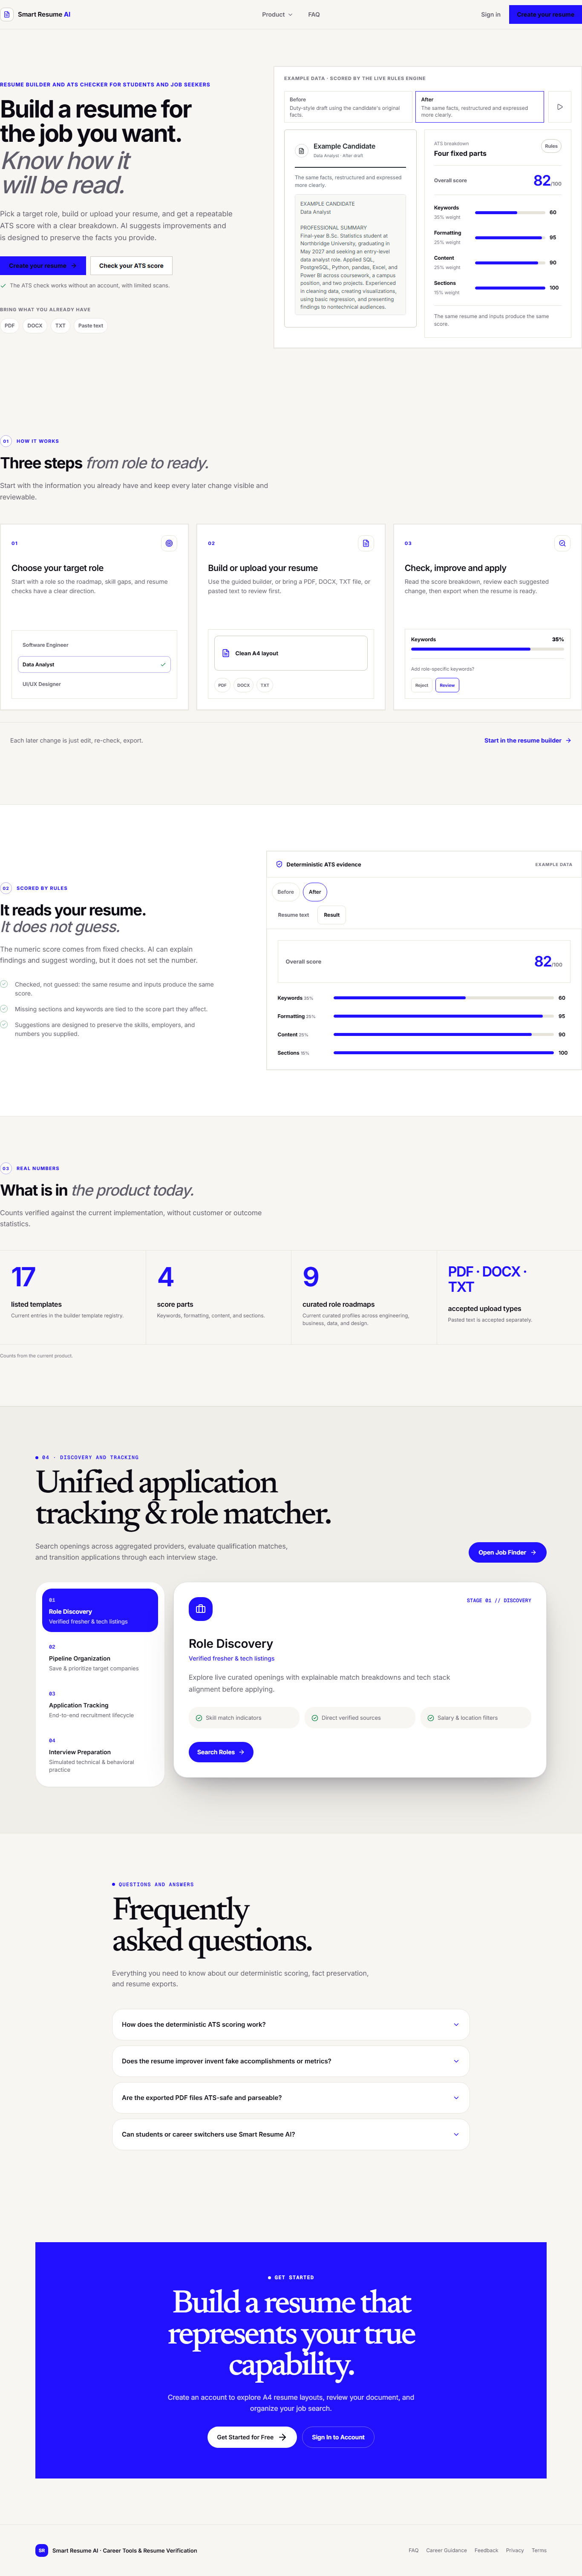 Smart Resume AI
Product
FAQ
Sign in
Create your resume
RESUME BUILDER AND ATS CHECKER FOR STUDENTS AND JOB SEEKERS
Build a resume for
the job you want.
Know how it
will be read.
Pick a target role, build or upload your resume, and get a repeatable
ATS score with a clear breakdown. AI suggests improvements and
is designed to preserve the facts you provide.
Create your resume
Check your ATS score
The ATS check works without an account, with limited scans.
BRING WHAT YOU ALREADY HAVE
PDF
DOCX
TXT
Paste text
EXAMPLE DATA · SCORED BY THE LIVE RULES ENGINE
Before
Duty-style draft using the candidate's original
facts.
After
The same facts, restructured and expressed
more clearly.
Example Candidate
Data Analyst · After draft
The same facts, restructured and expressed
more clearly.
EXAMPLE CANDIDATE
Data Analyst
PROFESSIONAL SUMMARY
Final-year B.Sc. Statistics student at
Northbridge University, graduating in
May 2027 and seeking an entry-level
data analyst role. Applied SQL,
PostgreSQL, Python, pandas, Excel, and
Power BI across coursework, a campus
position, and two projects. Experienced
in cleaning data, creating visualizations,
using basic regression, and presenting
findings to nontechnical audiences.
ATS breakdown
Four fixed parts
Rules
Overall score
82/100
Keywords
35% weight
60
Formatting
25% weight
95
Content
25% weight
90
Sections
15% weight
100
The same resume and inputs produce the same
score.
01
HOW IT WORKS
Three steps from role to ready.
Start with the information you already have and keep every later change visible and
reviewable.
01
Choose your target role
Start with a role so the roadmap, skill gaps, and resume
checks have a clear direction.
Software Engineer
Data Analyst
UI/UX Designer
02
Build or upload your resume
Use the guided builder, or bring a PDF, DOCX, TXT file, or
pasted text to review first.
Clean A4 layout
PDF
DOCX
TXT
03
Check, improve and apply
Read the score breakdown, review each suggested
change, then export when the resume is ready.
Keywords
35%
Add role-specific keywords?
Reject
Review
Each later change is just edit, re-check, export.
Start in the resume builder
02
SCORED BY RULES
It reads your resume.
It does not guess.
The numeric score comes from fixed checks. AI can explain
findings and suggest wording, but it does not set the number.
Checked, not guessed: the same resume and inputs produce the same
score.
Missing sections and keywords are tied to the score part they affect.
Suggestions are designed to preserve the skills, employers, and
numbers you supplied.
Deterministic ATS evidence
EXAMPLE DATA
Before
After
Resume text
Result
Overall score
82/100
Keywords 35%
60
Formatting 25%
95
Content 25%
90
Sections 15%
100
03
REAL NUMBERS
What is in the product today.
Counts verified against the current implementation, without customer or outcome
statistics.
17
listed templates
Current entries in the builder template registry.
4
score parts
Keywords, formatting, content, and sections.
9
curated role roadmaps
Current curated profiles across engineering,
business, data, and design.
PDF · DOCX ·
TXT
accepted upload types
Pasted text is accepted separately.
Counts from the current product.
04 · DISCOVERY AND TRACKING
Unified application
tracking & role matcher.
Search openings across aggregated providers, evaluate qualification matches,
and transition applications through each interview stage.
Open Job Finder
01
Role Discovery
Verified fresher & tech listings
02
Pipeline Organization
Save & prioritize target companies
03
Application Tracking
End-to-end recruitment lifecycle
04
Interview Preparation
Simulated technical & behavioral
practice
STAGE 01 // DISCOVERY
Role Discovery
Verified fresher & tech listings
Explore live curated openings with explainable match breakdowns and tech stack
alignment before applying.
Skill match indicators
Direct verified sources
Salary & location filters
Search Roles
QUESTIONS AND ANSWERS
Frequently
asked questions.
Everything you need to know about our deterministic scoring, fact preservation,
and resume exports.
How does the deterministic ATS scoring work?
Does the resume improver invent fake accomplishments or metrics?
Are the exported PDF files ATS-safe and parseable?
Can students or career switchers use Smart Resume AI?
GET STARTED
Build a resume that
represents your true
capability.
Create an account to explore A4 resume layouts, review your document, and
organize your job search.
Get Started for Free
Sign In to Account
SR
Smart Resume AI · Career Tools & Resume Verification
FAQ
Career Guidance
Feedback
Privacy
Terms